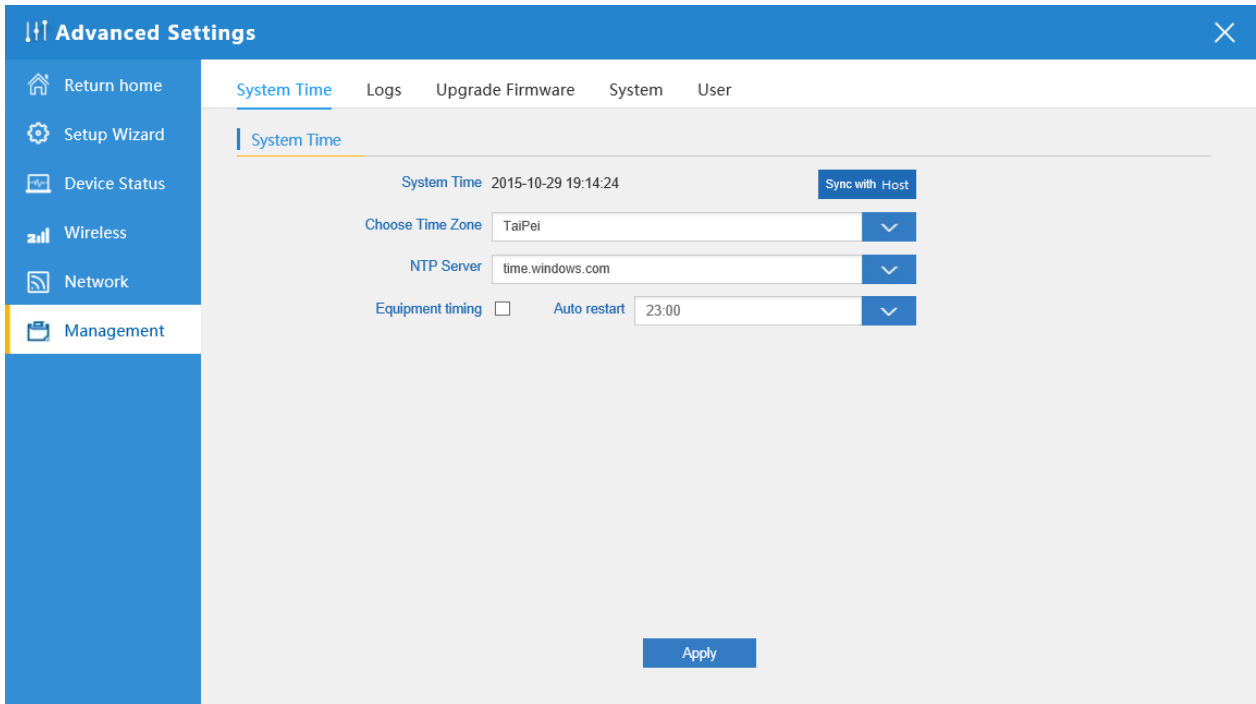 Advanced Settings
Return home
Setup Wizard
Device Status
Wireless
Network
Management
System Time Logs Upgrade Firmware System User
System Time
System Time 2015-10-29 19:14:24 Sync with Host
Choose Time Zone TaiPei
NTP Server time.windows.com
Equipment timing Auto restart 23:00
Apply